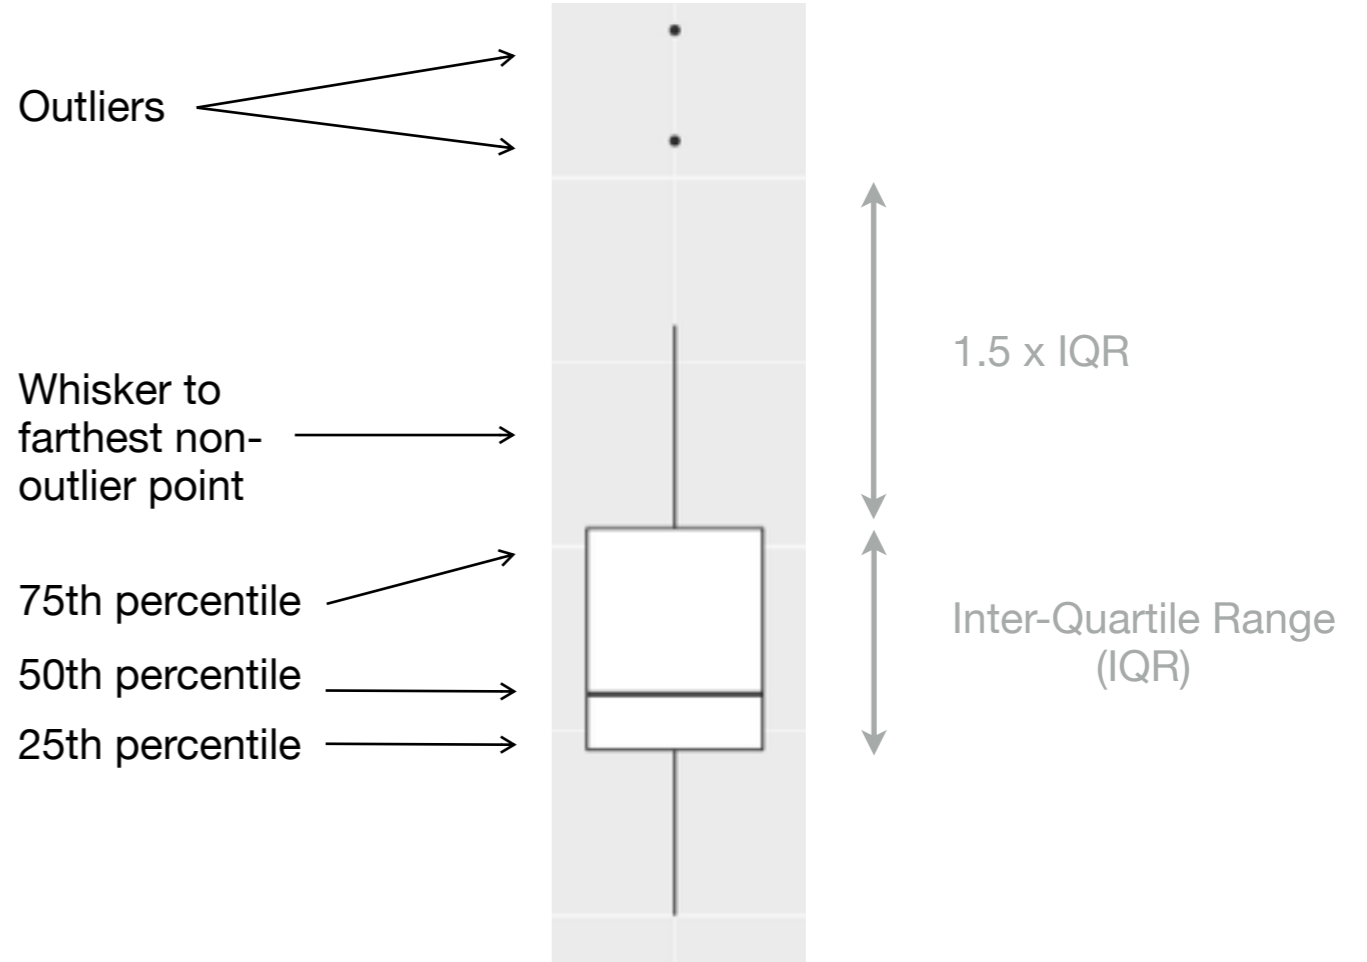 Outliers
Whisker to
farthest non-
outlier point
75th percentile
50th percentile
25th percentile
1.5 x IQR
Inter-Quartile Range
(IQR)